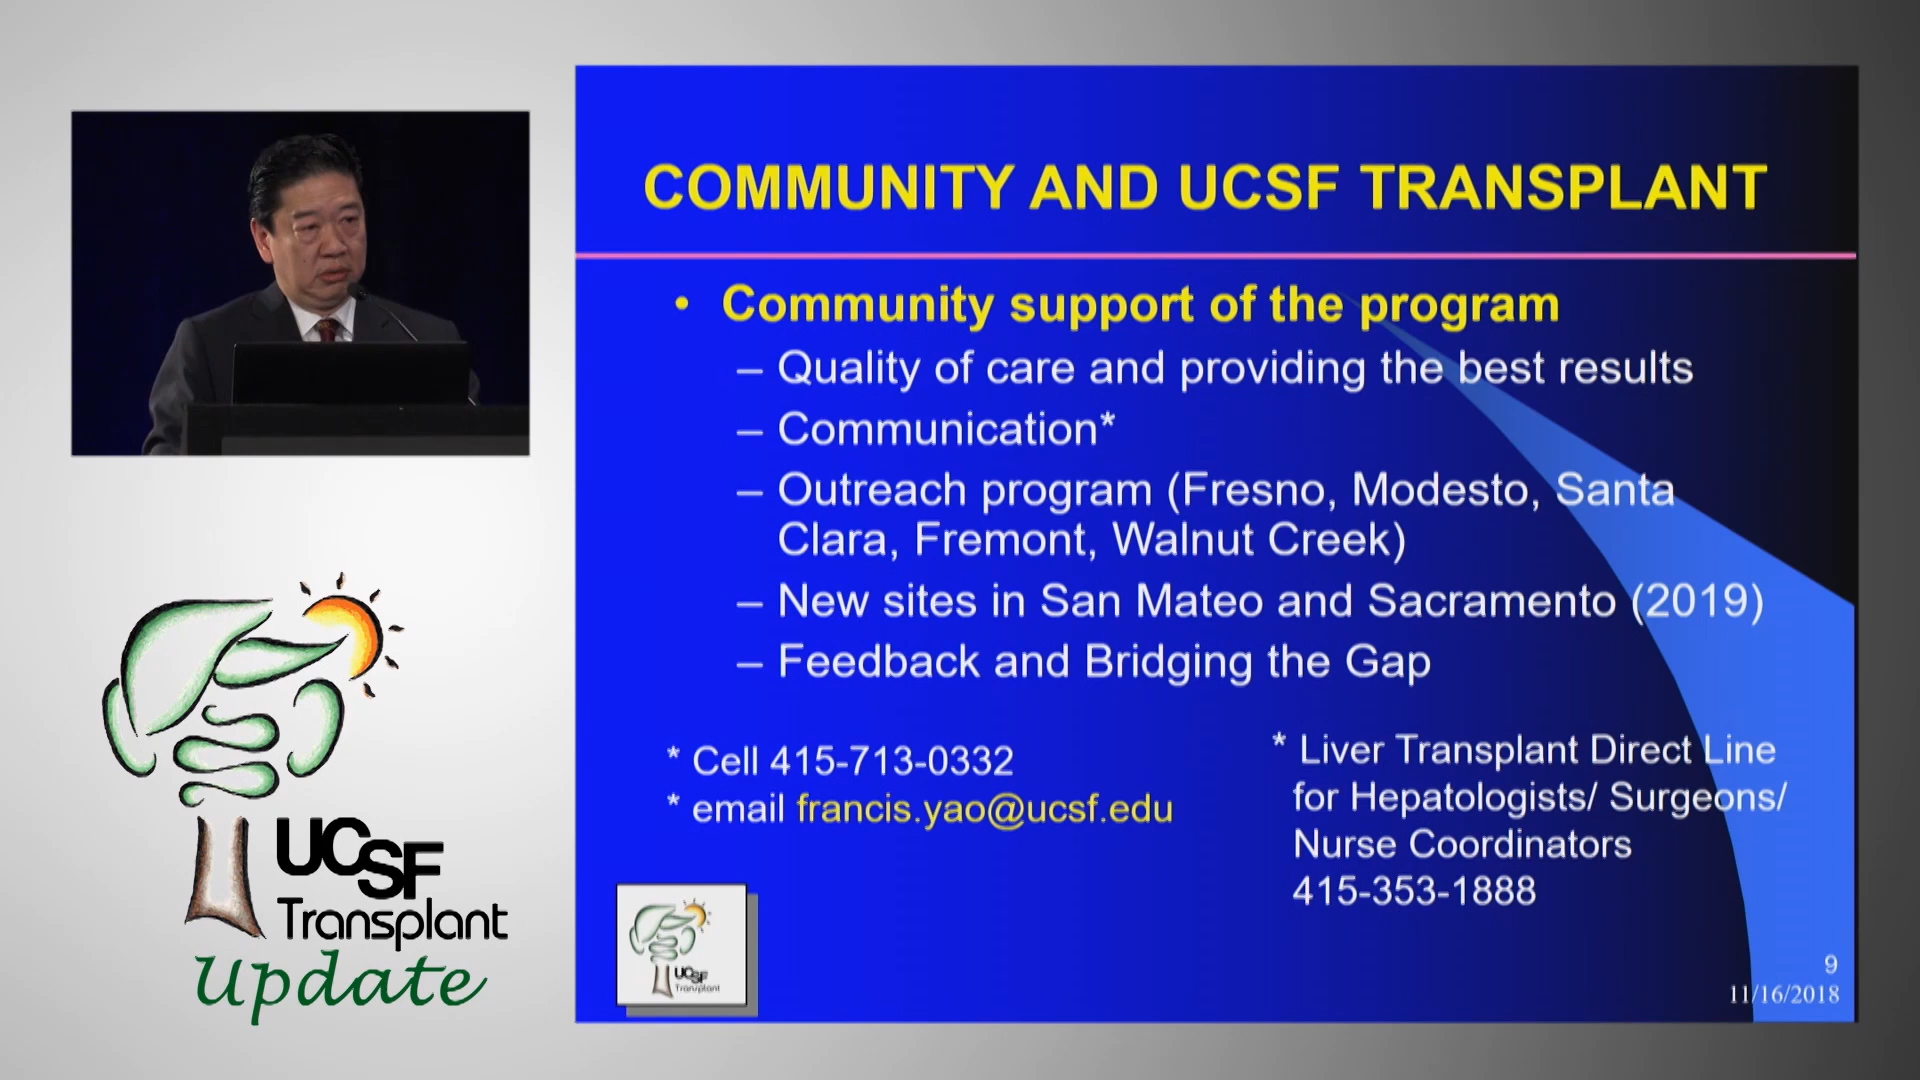 COMMUNITY AND UCSF TRANSPLANT
• Community support of the program
– Quality of care and providing the best results
– Communication*
– Outreach program (Fresno, Modesto, Santa
Clara, Fremont, Walnut Creek)
– New sites in San Mateo and Sacramento (2019)
– Feedback and Bridging the Gap
* Cell 415-713-0332
* email francis.yao@ucsf.edu
* Liver Transplant Direct Line
for Hepatologists/ Surgeons/
Nurse Coordinators
415-353-1888
UCSF
Transplant
9
11/16/2018
UCSF
Transplant
Update